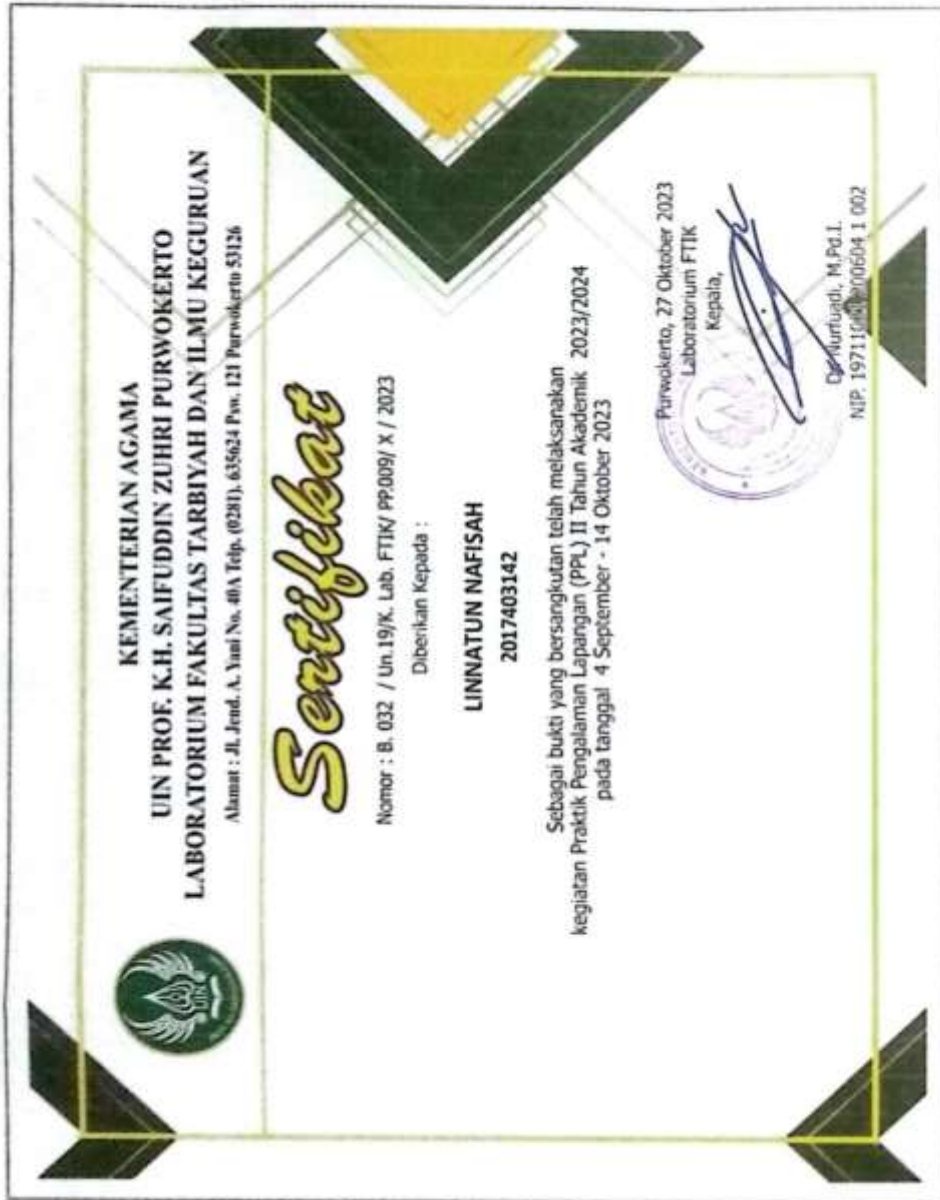 KEMENTERIAN AGAMA
UIN PROF. K.H. SAIFUDDIN ZUHRI PURWOKERTO
LABORATORIUM FAKULTAS TARBIYAH DAN ILMU KEGURUAN
Alamat : Jl. Jend. A. Yani No. 40A Telp. (0281). 635624 Pwo. 121 Purwokerto 53126
UIN
Sertifikat
Nomor : B. 032 / Un.19/K. Lab. FTIK/ PP.009/ X / 2023
Diberikan Kepada :
LINNATUN NAFISAH
2017403142
Sebagai bukti yang bersangkutan telah melaksanakan
kegiatan Praktik Pengalaman Lapangan (PPL) II Tahun Akademik 2023/2024
pada tanggal 4 September - 14 Oktober 2023
Purwokerto, 27 Oktober 2023
Laboratorium FTIK
Kepala,
Nurfuadi, M.Pd.I.
NIP.